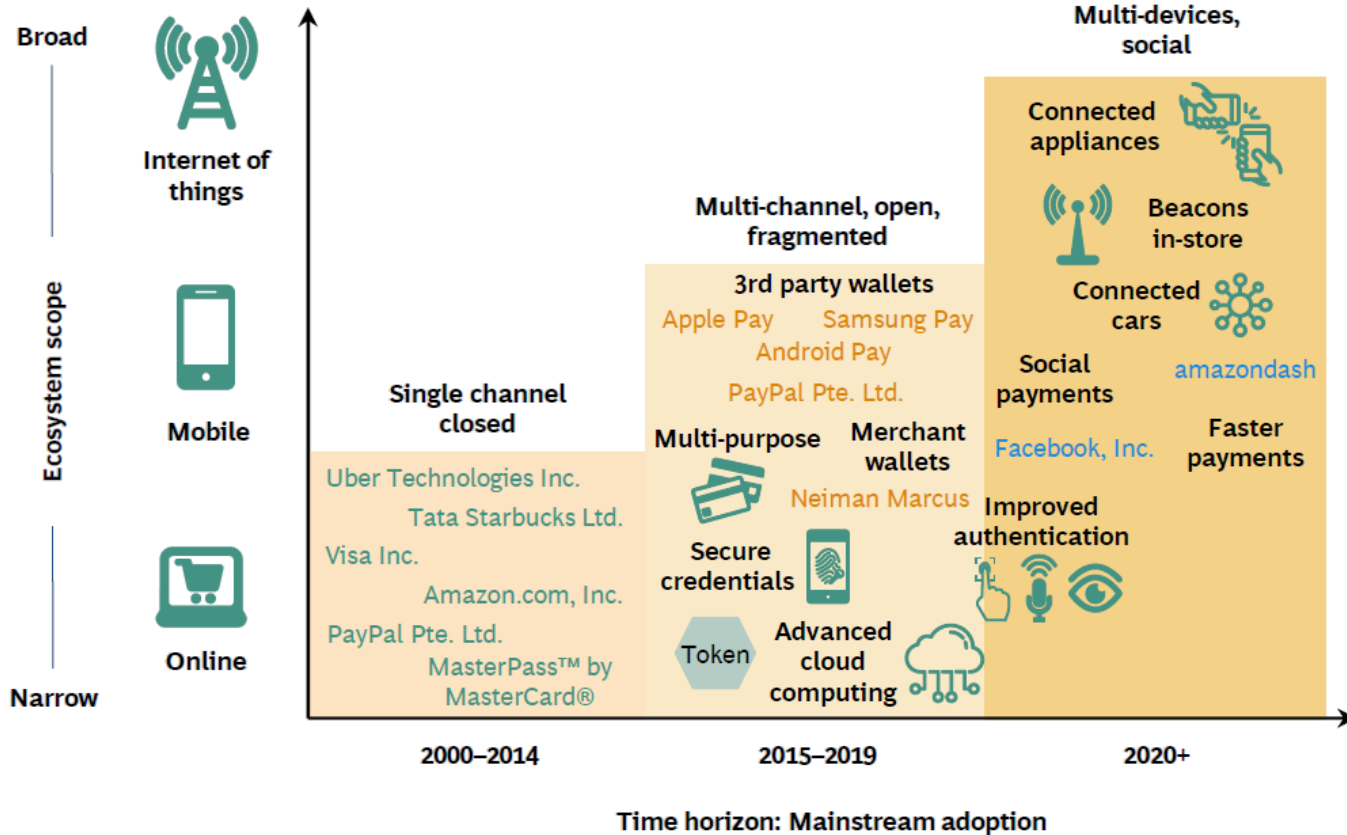 Broad
Ecosystem scope
Narrow
Internet of
things
Mobile
Online
Single channel
closed
Uber Technologies Inc.
Tata Starbucks Ltd.
Visa Inc.
Amazon.com, Inc.
PayPal Pte. Ltd.
MasterPass™ by
MasterCard®
Multi-channel, open,
fragmented
3rd party wallets
Apple Pay
Samsung Pay
Android Pay
PayPal Pte. Ltd.
Multi-purpose
Merchant
wallets
Neiman Marcus
Secure
credentials
Token
Advanced
cloud
computing
Multi-devices,
social
Connected
appliances
Beacons
in-store
Connected
cars
Social
payments
amazondash
Facebook, Inc.
Faster
payments
Improved
authentication
2000–2014
2015–2019
2020+
Time horizon: Mainstream adoption